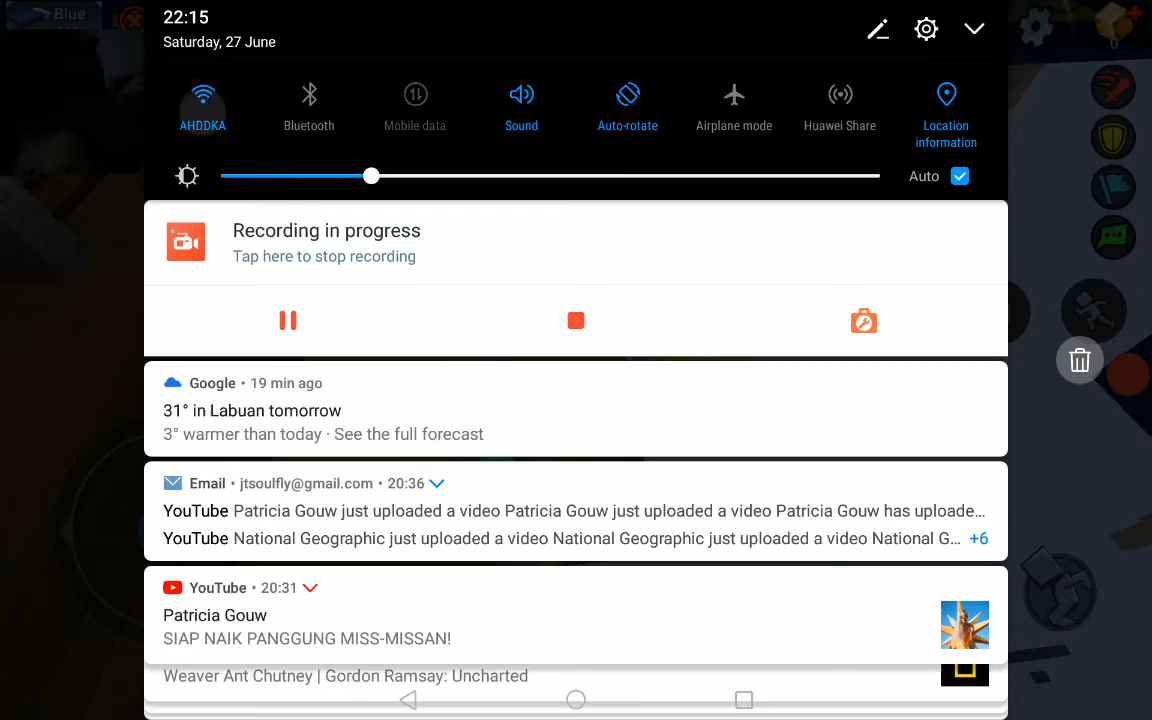 Blue
22:15
Saturday, 27 June
0
AHDDKA
Bluetooth
Mobile data
Sound
Auto-rotate
Airplane mode
Huawei Share
Location information
Auto
Recording in progress
Tap here to stop recording
Google • 19 min ago
31° in Labuan tomorrow
3° warmer than today · See the full forecast
Email • jtsoulfly@gmail.com • 20:36
YouTube Patricia Gouw just uploaded a video Patricia Gouw just uploaded a video Patricia Gouw has uploade...
YouTube National Geographic just uploaded a video National Geographic just uploaded a video National G... +6
YouTube • 20:31
Patricia Gouw
SIAP NAIK PANGGUNG MISS-MISSAN!
Weaver Ant Chutney | Gordon Ramsay: Uncharted